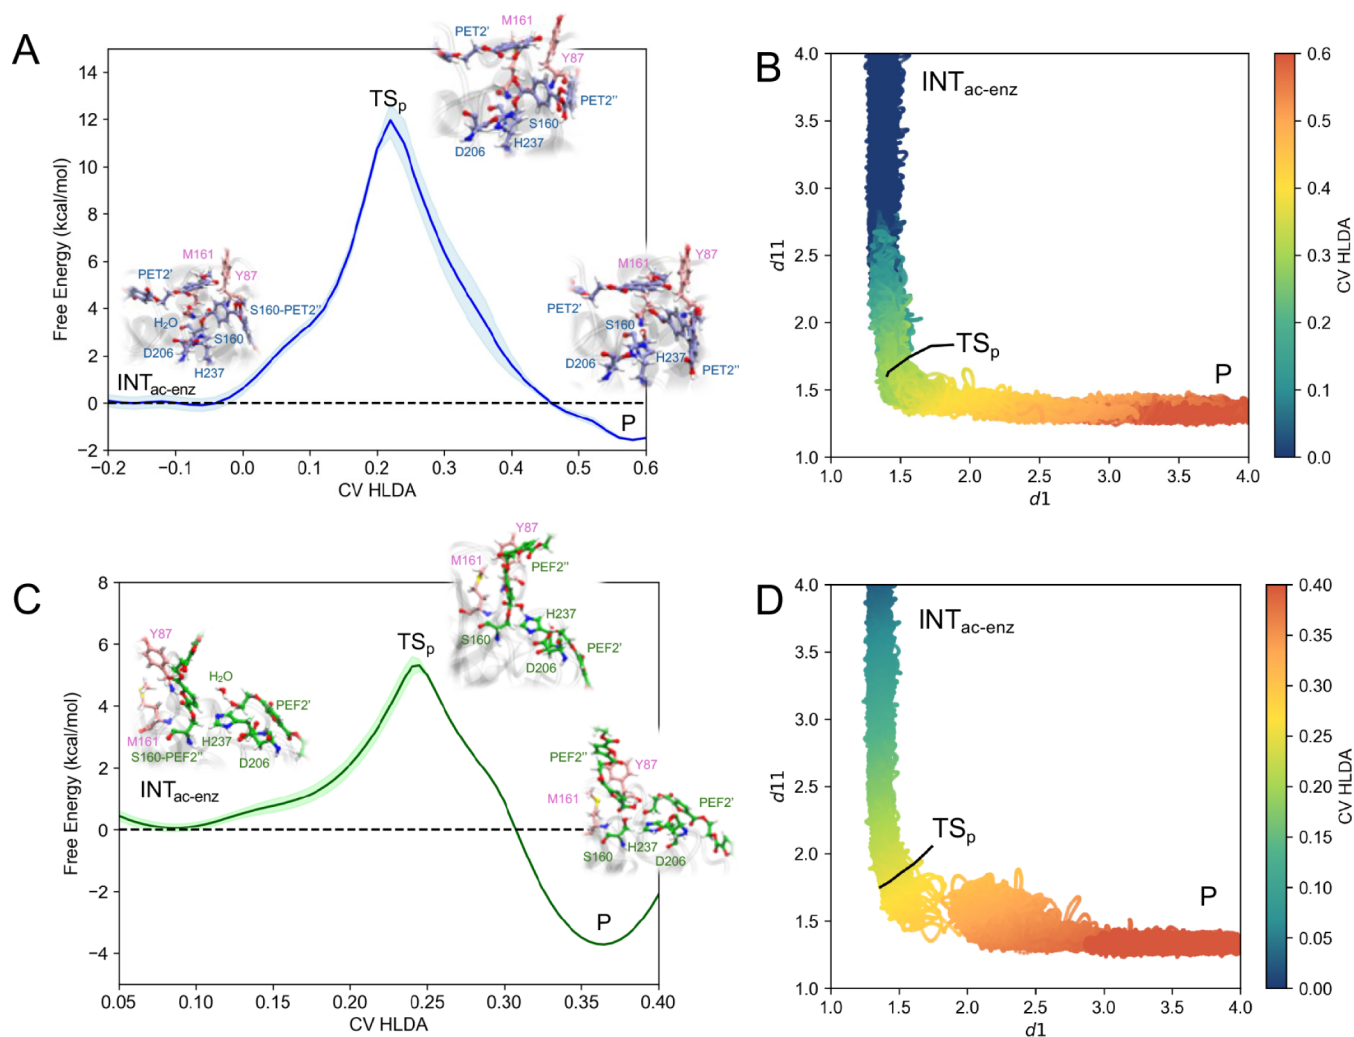 A
Free Energy (kcal/mol)
14
12
10
8
6
4
2
0
−2
−0.2
−0.1
0.0
0.1
0.2
0.3
0.4
0.5
0.6
CV HLDA
INTac-enz
TSp
P
M161
PET2'
Y87
S160-PET2''
H₂O
S160
D206
H237
M161
PET2'
Y87
PET2''
S160
H237
D206
Y87
M161
PET2'
S160
D206
H237
PET2''
B
d11
4.0
3.5
3.0
2.5
2.0
1.5
1.0
1.0
1.5
2.0
2.5
3.0
3.5
4.0
d1
INTac-enz
TSp
P
0.6
0.5
0.4
0.3
0.2
0.1
0.0
CV HLDA
C
Free Energy (kcal/mol)
8
6
4
2
0
−2
−4
0.05
0.10
0.15
0.20
0.25
0.30
0.35
0.40
CV HLDA
INTac-enz
TSp
P
Y87
H₂O
PEF2'
M161
H237
S160-PEF2''
D206
Y87
M161
PEF2''
H237
S160
PEF2'
D206
PEF2''
Y87
M161
PEF2'
S160
H237
D206
D
d11
4.0
3.5
3.0
2.5
2.0
1.5
1.0
1.0
1.5
2.0
2.5
3.0
3.5
4.0
d1
INTac-enz
TSp
P
0.40
0.35
0.30
0.25
0.20
0.15
0.10
0.05
0.00
CV HLDA